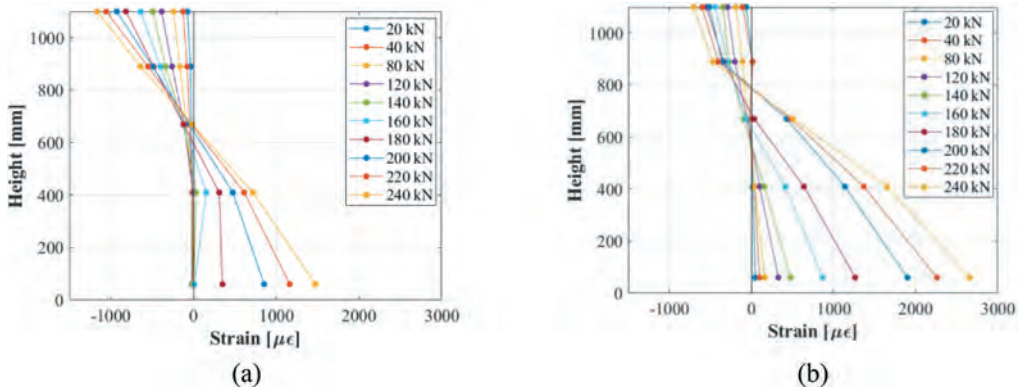 1000
800
600
400
200
0
Height [mm]
-1000 0 1000 2000 3000
Strain [με]
20 kN
40 kN
80 kN
120 kN
140 kN
160 kN
180 kN
200 kN
220 kN
240 kN
(a)
1000
800
600
400
200
0
Height [mm]
-1000 0 1000 2000 3000
Strain [με]
20 kN
40 kN
80 kN
120 kN
140 kN
160 kN
180 kN
200 kN
220 kN
240 kN
(b)